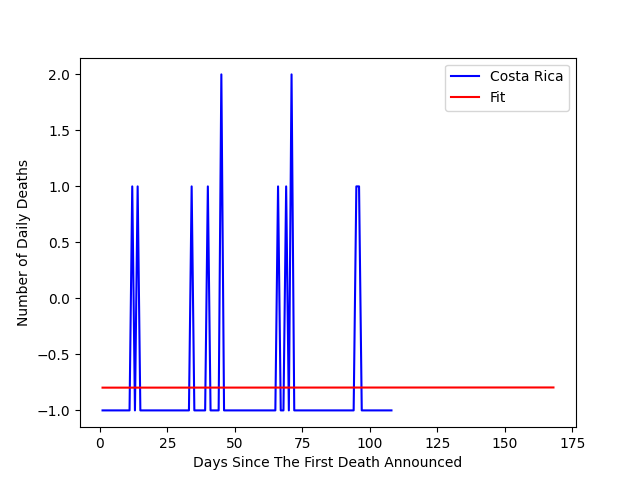 Costa Rica
Fit
2.0
1.5
1.0
0.5
0.0
−0.5
−1.0
Number of Daily Deaths
0 25 50 75 100 125 150 175
Days Since The First Death Announced